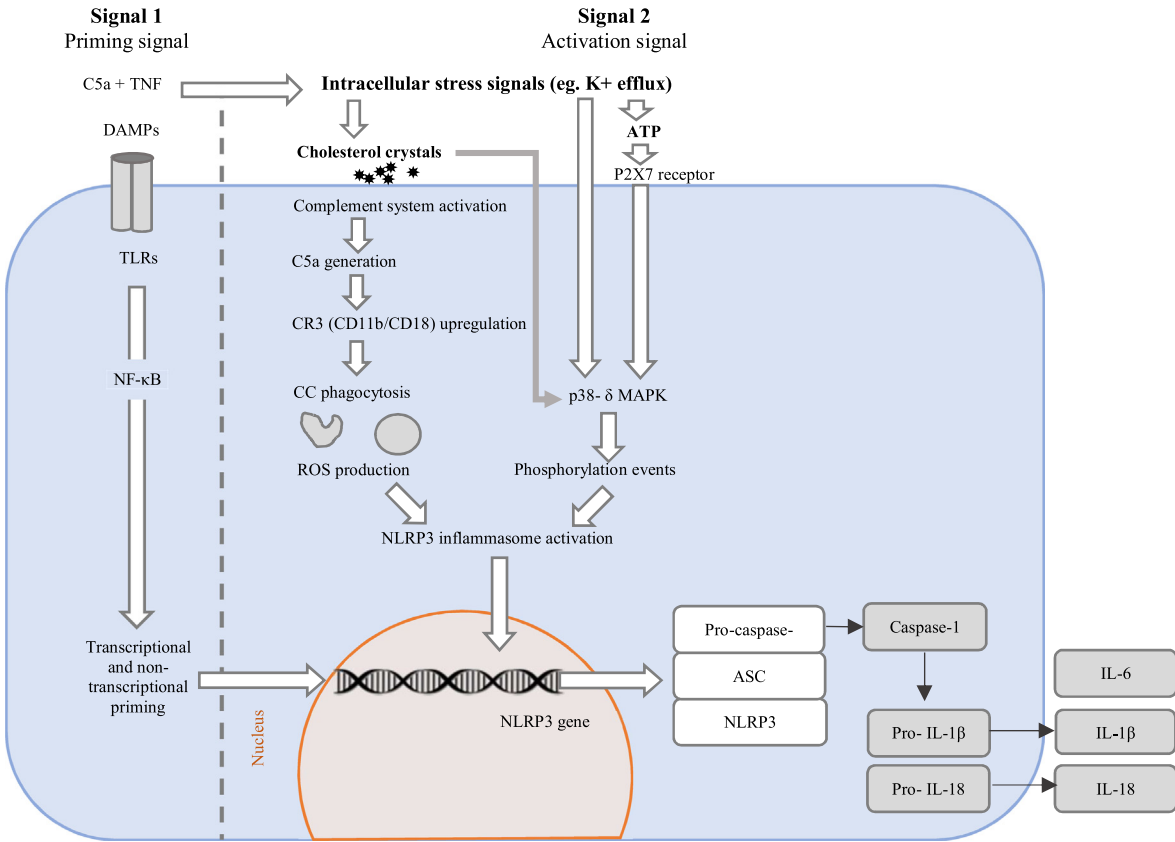 Signal 1
Priming signal
Signal 2
Activation signal
C5a + TNF
Intracellular stress signals (eg. K+ efflux)
DAMPs
ATP
Cholesterol crystals
P2X7 receptor
Complement system activation
TLRs
C5a generation
CR3 (CD11b/CD18) upregulation
NF-κB
CC phagocytosis
p38- δ MAPK
ROS production
Phosphorylation events
NLRP3 inflammasome activation
Transcriptional
and non-
transcriptional
priming
Nucleus
NLRP3 gene
Pro-caspase-
ASC
NLRP3
Caspase-1
Pro- IL-1β
Pro- IL-18
IL-6
IL-1β
IL-18